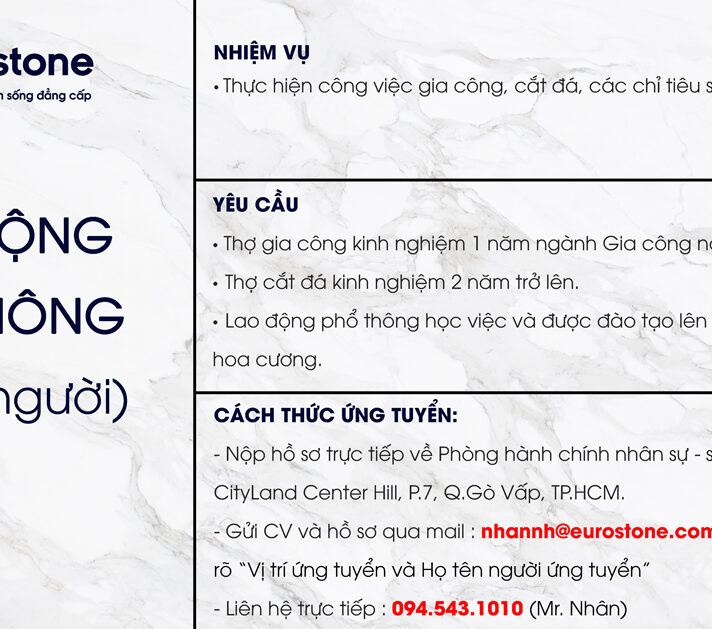 stone
sống đẳng cấp
ỘNG
HÔNG
người)
NHIỆM VỤ
• Thực hiện công việc gia công, cắt đá, các chỉ tiêu
YÊU CẦU
• Thợ gia công kinh nghiệm 1 năm ngành Gia công
• Thợ cắt đá kinh nghiệm 2 năm trở lên.
• Lao động phổ thông học việc và được đào tạo lên
hoa cương.
CÁCH THỨC ỨNG TUYỂN:
- Nộp hồ sơ trực tiếp về Phòng hành chính nhân sự -
CityLand Center Hill, P.7, Q.Gò Vấp, TP.HCM.
- Gửi CV và hồ sơ qua mail : nhannh@eurostone.com
rõ “Vị trí ứng tuyển và Họ tên người ứng tuyển”
- Liên hệ trực tiếp : 094.543.1010 (Mr. Nhân)